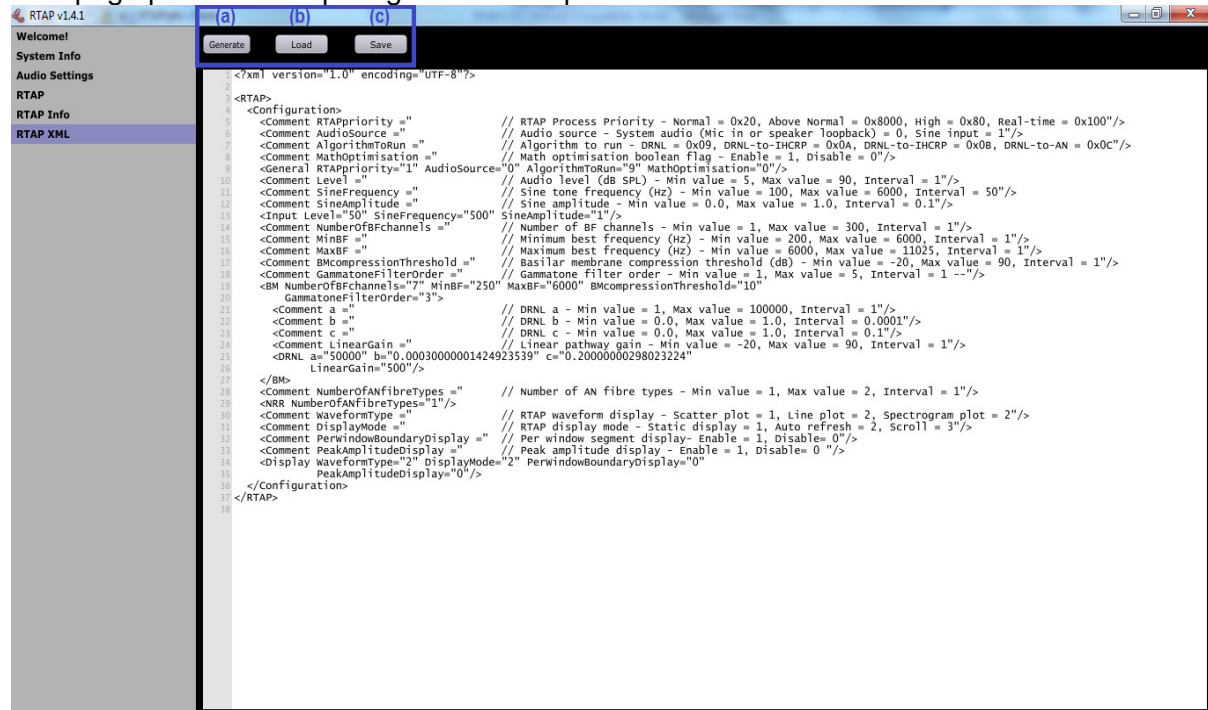 RTAP v1.4.1
(a) (b) (c)
Generate Load Save
Welcome!
System Info
Audio Settings
RTAP
RTAP Info
RTAP XML
1 <?xml version="1.0" encoding="UTF-8"?>
2
3 <RTAP>
4 <Configuration>
5 <Comment RTAPpriority =" // RTAP Process Priority - Normal = 0x20, Above Normal = 0x8000, High = 0x80, Real-time = 0x100"/>
6 <Comment AudioSource =" // Audio source - System audio (Mic in or speaker loopback) = 0, Sine input = 1"/>
7 <Comment AlgorithmToRun =" // Algorithm to run - DRNL = 0x09, DRNL-to-IHCRP = 0x0A, DRNL-to-IHCRP = 0x0B, DRNL-to-AN = 0x0C"/>
8 <Comment MathOptimisation =" // Math optimisation boolean flag - Enable = 1, Disable = 0"/>
9 <General RTAPpriority="1" AudioSource="0" AlgorithmToRun="9" MathOptimisation="0"/>
10 <Comment Level =" // Audio level (dB SPL) - Min value = 5, Max value = 90, Interval = 1"/>
11 <Comment SineFrequency =" // Sine tone frequency (Hz) - Min value = 100, Max value = 6000, Interval = 50"/>
12 <Comment SineAmplitude =" // Sine amplitude - Min value = 0.0, Max value = 1.0, Interval = 0.1"/>
13 <Input Level="50" SineFrequency="500" SineAmplitude="1"/>
14 <Comment NumberOfBFchannels =" // Number of BF channels - Min value = 1, Max value = 300, Interval = 1"/>
15 <Comment MinBF =" // Minimum best frequency (Hz) - Min value = 200, Max value = 6000, Interval = 1"/>
16 <Comment MaxBF =" // Maximum best frequency (Hz) - Min value = 6000, Max value = 11025, Interval = 1"/>
17 <Comment BMcompressionThreshold =" // Basilar membrane compression threshold (dB) - Min value = -20, Max value = 90, Interval = 1"/>
18 <Comment GammatoneFilterOrder =" // Gammatone filter order - Min value = 1, Max value = 5, Interval = 1 --"/>
19 <BM NumberOfBFchannels="7" MinBF="250" MaxBF="6000" BMcompressionThreshold="10"
20 GammatoneFilterOrder="3">
21 <Comment a =" // DRNL a - Min value = 1, Max value = 100000, Interval = 1"/>
22 <Comment b =" // DRNL b - Min value = 0.0, Max value = 1.0, Interval = 0.0001"/>
23 <Comment c =" // DRNL c - Min value = 0.0, Max value = 1.0, Interval = 0.1"/>
24 <Comment LinearGain =" // Linear pathway gain - Min value = -20, Max value = 90, Interval = 1"/>
25 <DRNL a="50000" b="0.00030000001424923539" c="0.20000000298023224"
26 LinearGain="500"/>
27 </BM>
28 <Comment NumberOfANfibreTypes =" // Number of AN fibre types - Min value = 1, Max value = 2, Interval = 1"/>
29 <NRR NumberOfANfibreTypes="1"/>
30 <Comment WaveformType =" // RTAP waveform display - Scatter plot = 1, Line plot = 2, Spectrogram plot = 2"/>
31 <Comment DisplayMode =" // RTAP display mode - Static display = 1, Auto refresh = 2, Scroll = 3"/>
32 <Comment PerWindowBoundaryDisplay =" // Per window segment display- Enable = 1, Disable= 0"/>
33 <Comment PeakAmplitudeDisplay =" // Peak amplitude display - Enable = 1, Disable= 0 "/>
34 <Display WaveformType="2" DisplayMode="2" PerWindowBoundaryDisplay="0"
35 PeakAmplitudeDisplay="0"/>
36 </Configuration>
37 </RTAP>
38